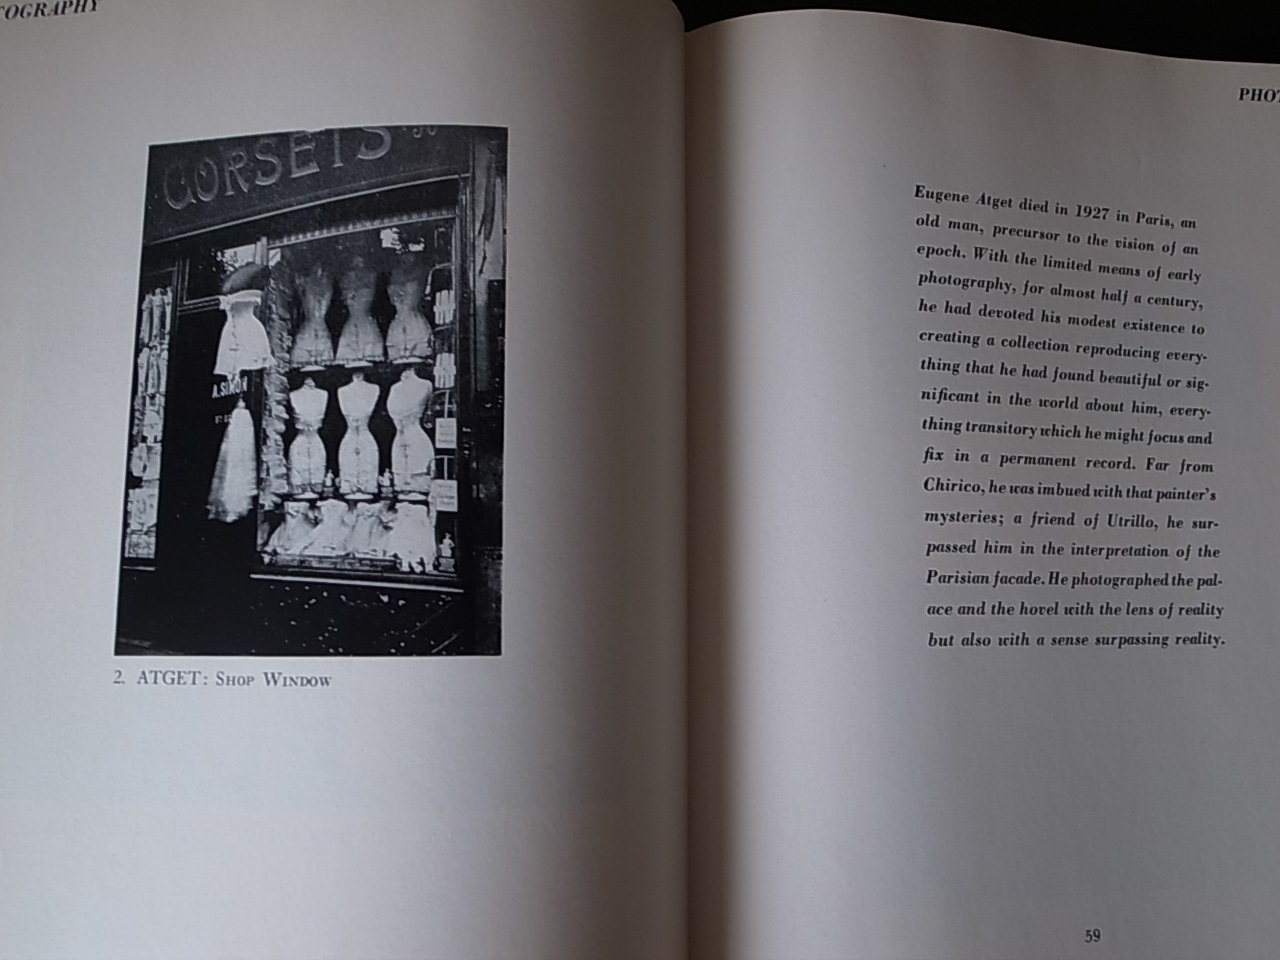 CORSETS
A. SIMON
2. ATGET: SHOP WINDOW
Eugene Atget died in 1927 in Paris, an
old man, precursor to the vision of an
epoch. With the limited means of early
photography, for almost half a century,
he had devoted his modest existence to
creating a collection reproducing every-
thing that he had found beautiful or sig-
nificant in the world about him, every-
thing transitory which he might focus and
fix in a permanent record. Far from
Chirico, he was imbued with that painter's
mysteries; a friend of Utrillo, he sur-
passed him in the interpretation of the
Parisian facade. He photographed the pal-
ace and the hovel with the lens of reality
but also with a sense surpassing reality.
59